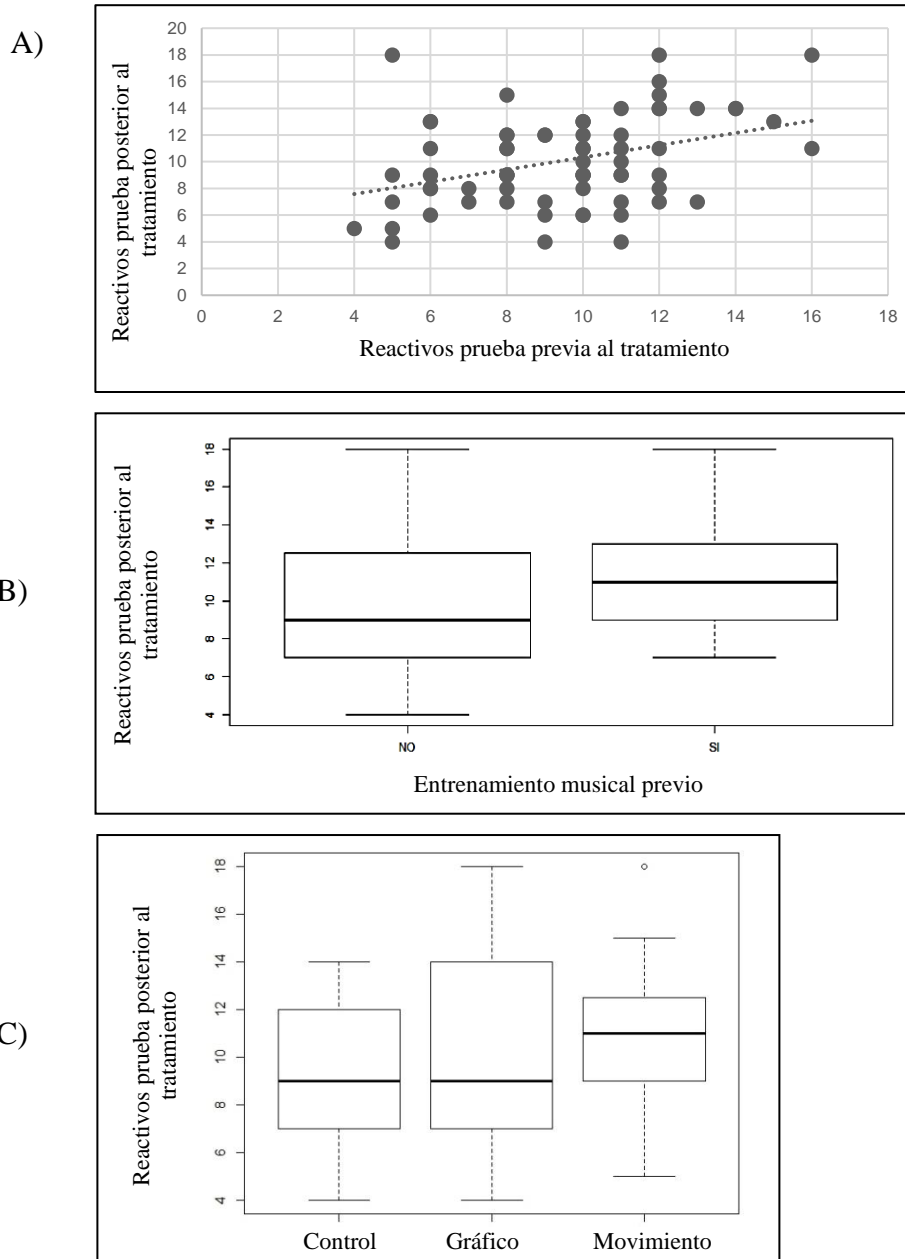 A)
Reactivos prueba posterior al
tratamiento
20
18
16
14
12
10
8
6
4
2
0
0 2 4 6 8 10 12 14 16 18
Reactivos prueba previa al tratamiento
B)
Reactivos prueba posterior al
tratamiento
18
16
14
12
10
8
6
4
NO SI
Entrenamiento musical previo
C)
Reactivos prueba posterior al
tratamiento
18
16
14
12
10
8
6
4
Control Gráfico Movimiento